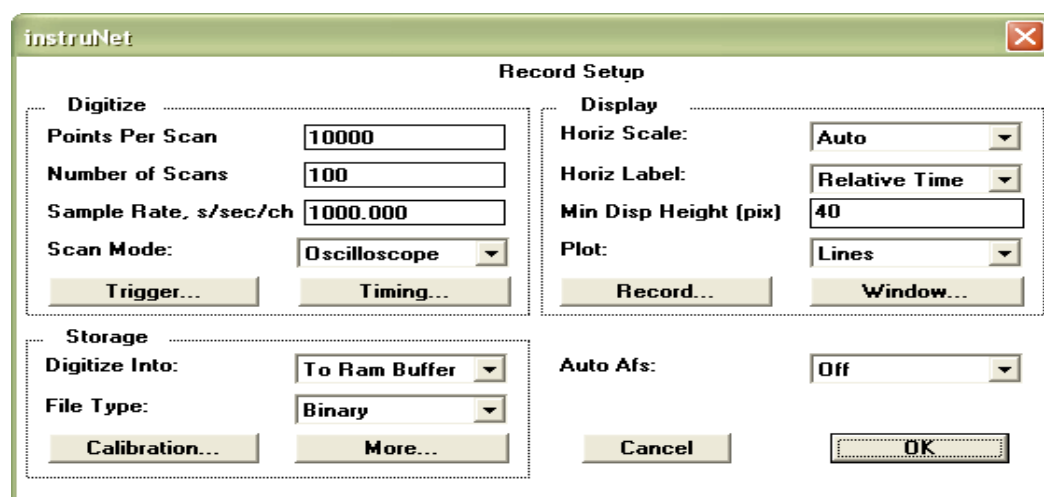 instruNet
Record Setup
Digitize
Points Per Scan 10000
Number of Scans 100
Sample Rate, s/sec/ch 1000.000
Scan Mode: Oscilloscope
Trigger... Timing...
Display
Horiz Scale: Auto
Horiz Label: Relative Time
Min Disp Height (pix) 40
Plot: Lines
Record... Window...
Storage
Digitize Into: To Ram Buffer
File Type: Binary
Calibration... More...
Auto Afs: Off
Cancel OK